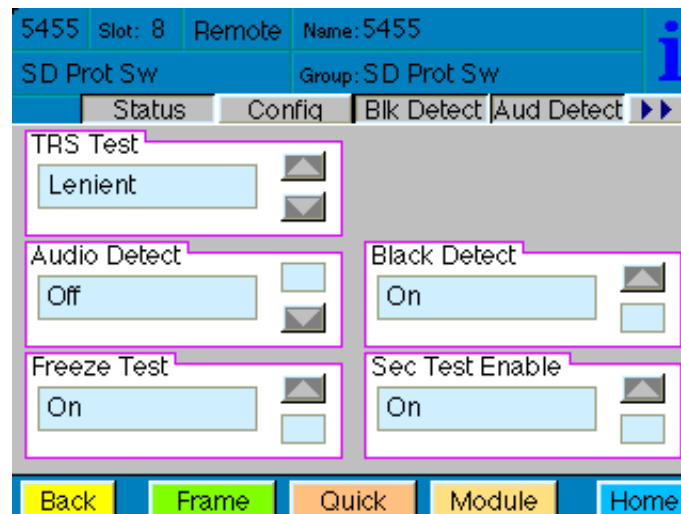 5455 Slot: 8 Remote Name: 5455
SD Prot Sw Group: SD Prot Sw
Status Config Blk Detect Aud Detect
TRS Test
Lenient
Audio Detect Black Detect
Off On
Freeze Test Sec Test Enable
On On
Back Frame Quick Module Home